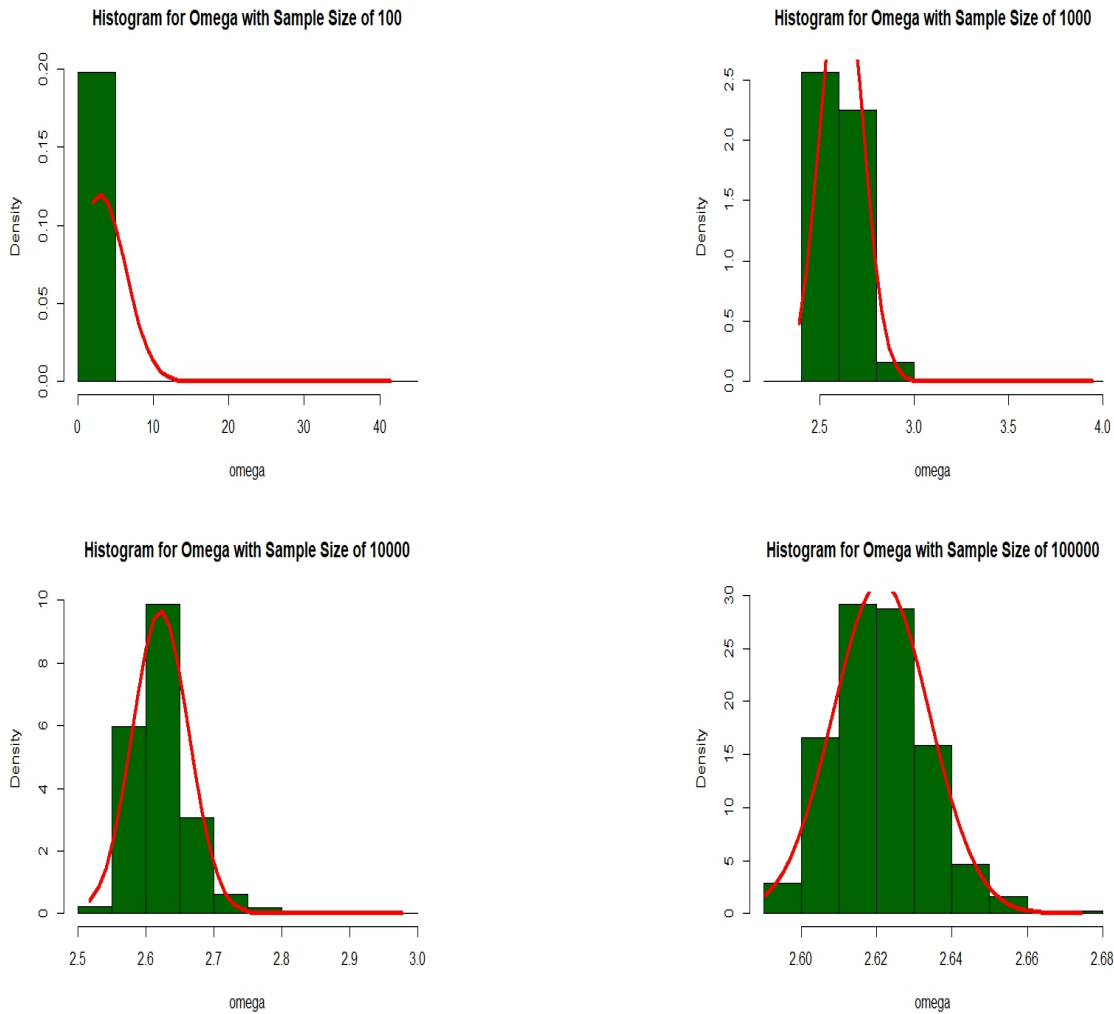 Histogram for Omega with Sample Size of 100
Density
0.00 0.05 0.10 0.15 0.20
0 10 20 30 40
omega
Histogram for Omega with Sample Size of 1000
Density
0.0 0.5 1.0 1.5 2.0 2.5
2.5 3.0 3.5 4.0
omega
Histogram for Omega with Sample Size of 10000
Density
0 2 4 6 8 10
2.5 2.6 2.7 2.8 2.9 3.0
omega
Histogram for Omega with Sample Size of 100000
Density
0 5 10 15 20 25 30
2.60 2.62 2.64 2.66 2.68
omega